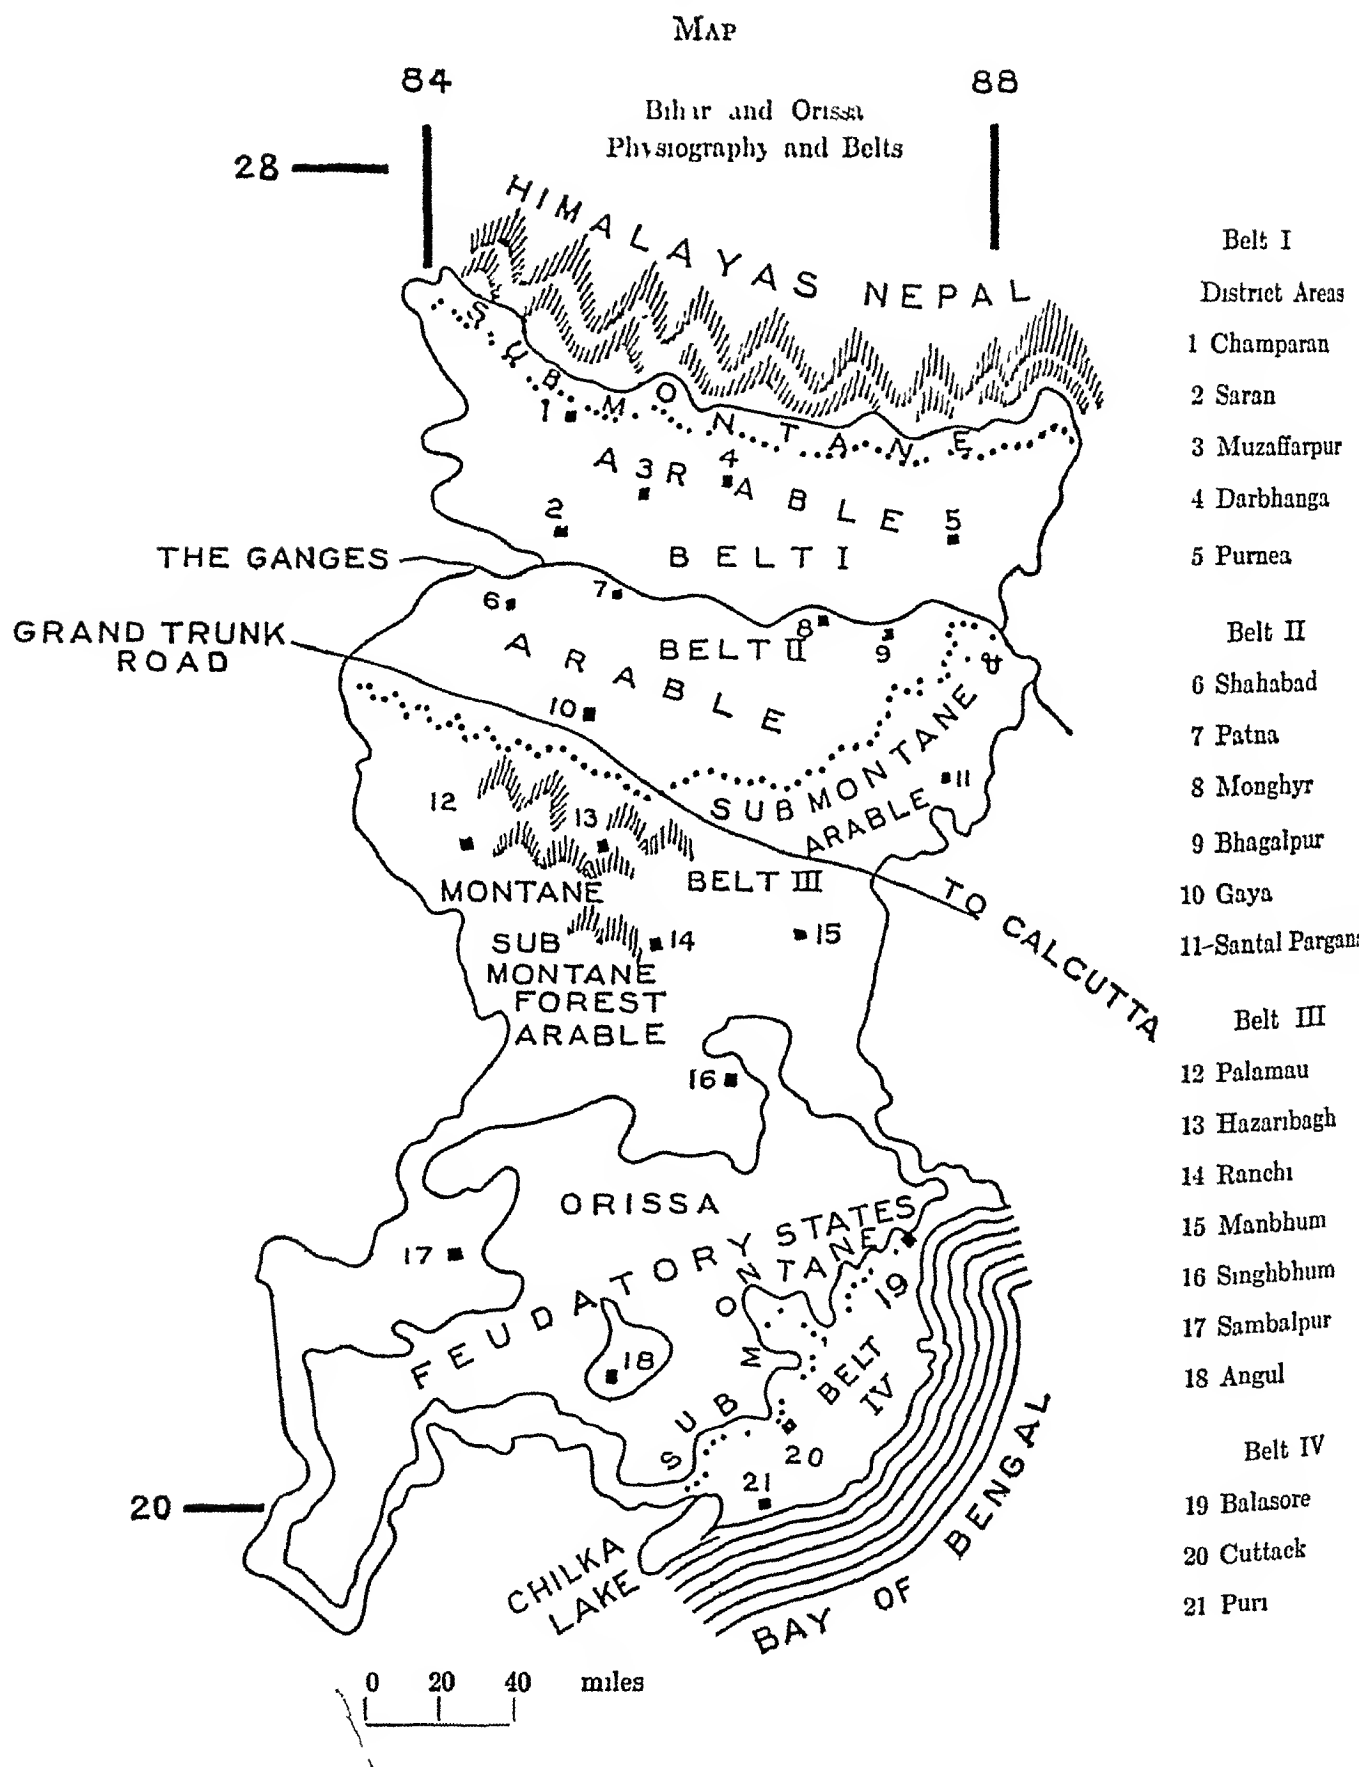 MAP
84
88
Bihar and Orissa
Physiography and Belts
28
HIMALAYAS NEPAL
SUBMONTANE
1
ARABLE
3
4
2
5
BELT I
THE GANGES
6
7
8
9
GRAND TRUNK
ROAD
BELT II
ARABLE
10
SUB MONTANE &
ARABLE
11
12
13
MONTANE
BELT III
TO CALCUTTA
SUB
MONTANE
FOREST
ARABLE
14
15
16
ORISSA
FEUDATORY STATES
17
18
SUB MONTANE
19
BELT
IV
20
21
20
CHILKA
LAKE
BAY OF BENGAL
0 20 40 miles
Belt I
District Areas
1 Champaran
2 Saran
3 Muzaffarpur
4 Darbhanga
5 Purnea
Belt II
6 Shahabad
7 Patna
8 Monghyr
9 Bhagalpur
10 Gaya
11-Santal Pargana
Belt III
12 Palamau
13 Hazaribagh
14 Ranchi
15 Manbhum
16 Singhbhum
17 Sambalpur
18 Angul
Belt IV
19 Balasore
20 Cuttack
21 Puri